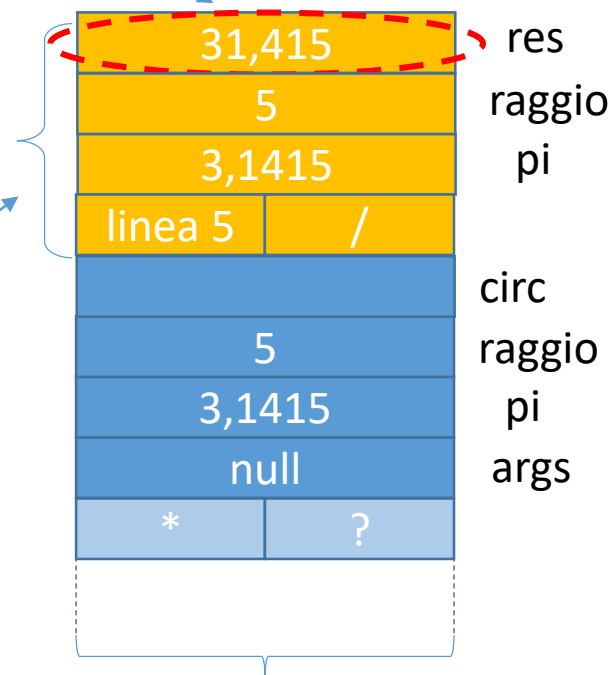 31,415 res
5 raggio
3,1415 pi
linea 5 /
circ
5 raggio
3,1415 pi
null args
* ?